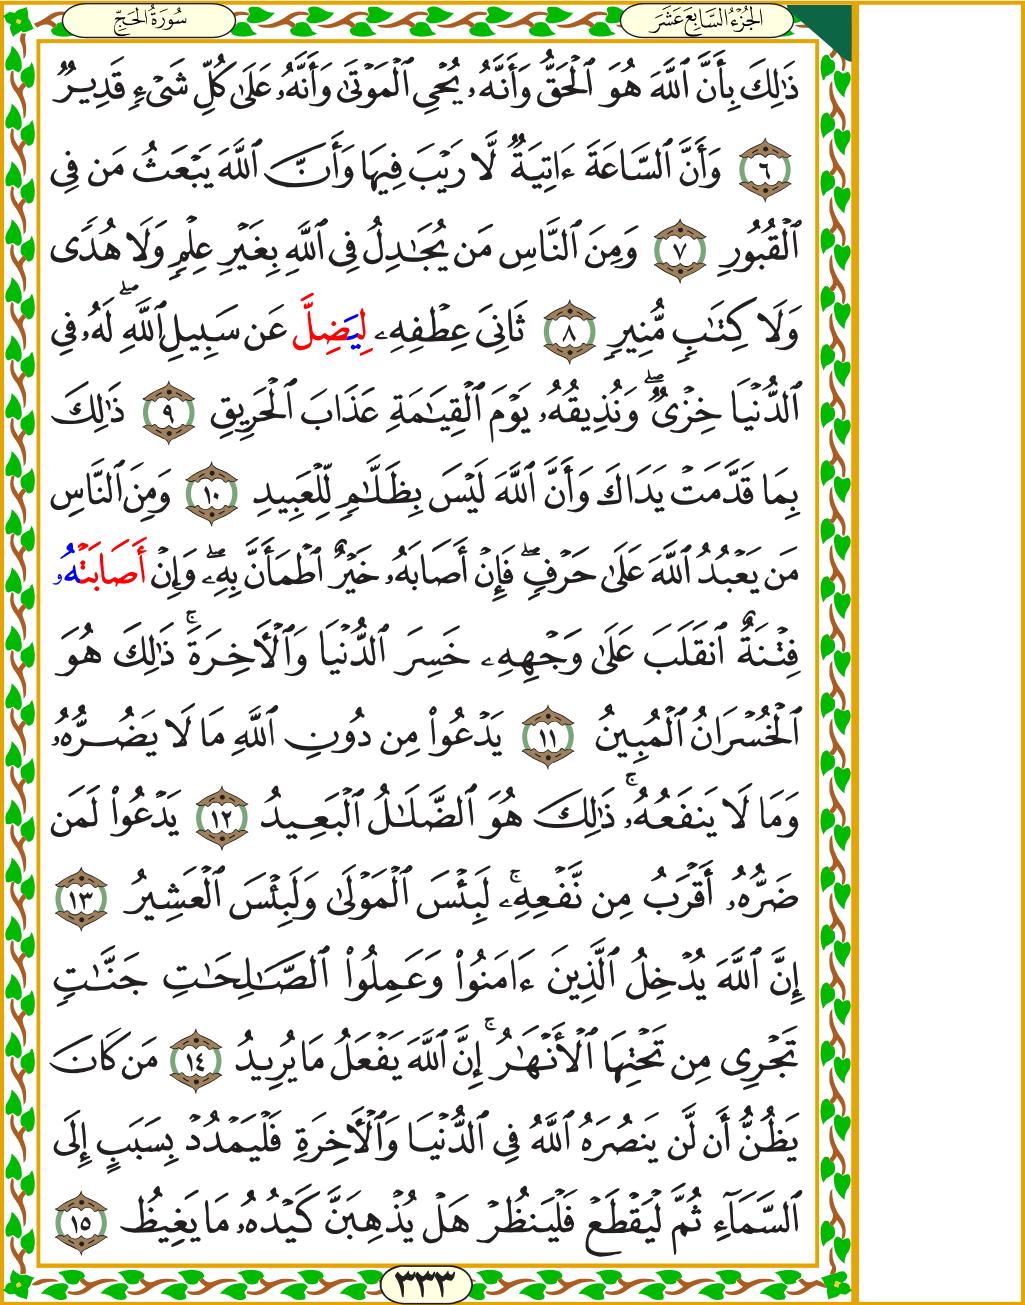 الجُزْءُ السَّابِعَ عَشَرَ
سُورَةُ الحَجِّ
ذَٰلِكَ بِأَنَّ ٱللَّهَ هُوَ ٱلْحَقُّ وَأَنَّهُۥ يُحْيِ ٱلْمَوْتَىٰ وَأَنَّهُۥ عَلَىٰ كُلِّ شَىْءٍ قَدِيرٌ
٦ وَأَنَّ ٱلسَّاعَةَ ءَاتِيَةٌ لَّا رَيْبَ فِيهَا وَأَنَّ ٱللَّهَ يَبْعَثُ مَن فِى
ٱلْقُبُورِ ٧ وَمِنَ ٱلنَّاسِ مَن يُجَٰدِلُ فِى ٱللَّهِ بِغَيْرِ عِلْمٍ وَلَا هُدًى
وَلَا كِتَٰبٍ مُّنِيرٍ ٨ ثَانِىَ عِطْفِهِۦ لِيَضِلَّ عَن سَبِيلِ ٱللَّهِۖ لَهُۥ فِى
ٱلدُّنْيَا خِزْىٌۖ وَنُذِيقُهُۥ يَوْمَ ٱلْقِيَٰمَةِ عَذَابَ ٱلْحَرِيقِ ٩ ذَٰلِكَ
بِمَا قَدَّمَتْ يَدَاكَ وَأَنَّ ٱللَّهَ لَيْسَ بِظَلَّٰمٍ لِّلْعَبِيدِ ١٠ وَمِنَ ٱلنَّاسِ
مَن يَعْبُدُ ٱللَّهَ عَلَىٰ حَرْفٍۖ فَإِنْ أَصَابَهُۥ خَيْرٌ ٱطْمَأَنَّ بِهِۦۖ وَإِنْ أَصَابَتْهُۥ
فِتْنَةٌ ٱنقَلَبَ عَلَىٰ وَجْهِهِۦ خَسِرَ ٱلدُّنْيَا وَٱلْأَخِرَةَۚ ذَٰلِكَ هُوَ
ٱلْخُسْرَانُ ٱلْمُبِينُ ١١ يَدْعُوا۟ مِن دُونِ ٱللَّهِ مَا لَا يَضُرُّهُۥ
وَمَا لَا يَنفَعُهُۥۚ ذَٰلِكَ هُوَ ٱلضَّلَٰلُ ٱلْبَعِيدُ ١٢ يَدْعُوا۟ لَمَن
ضَرُّهُۥ أَقْرَبُ مِن نَّفْعِهِۦۚ لَبِئْسَ ٱلْمَوْلَىٰ وَلَبِئْسَ ٱلْعَشِيرُ ١٣
إِنَّ ٱللَّهَ يُدْخِلُ ٱلَّذِينَ ءَامَنُوا۟ وَعَمِلُوا۟ ٱلصَّٰلِحَٰتِ جَنَّٰتٍ
تَجْرِى مِن تَحْتِهَا ٱلْأَنْهَٰرُۚ إِنَّ ٱللَّهَ يَفْعَلُ مَا يُرِيدُ ١٤ مَن كَانَ
يَظُنُّ أَن لَّن يَنصُرَهُ ٱللَّهُ فِى ٱلدُّنْيَا وَٱلْأَخِرَةِ فَلْيَمْدُدْ بِسَبَبٍ إِلَى
ٱلسَّمَآءِ ثُمَّ لْيَقْطَعْ فَلْيَنظُرْ هَلْ يُذْهِبَنَّ كَيْدُهُۥ مَا يَغِيظُ ١٥
٣٣٣